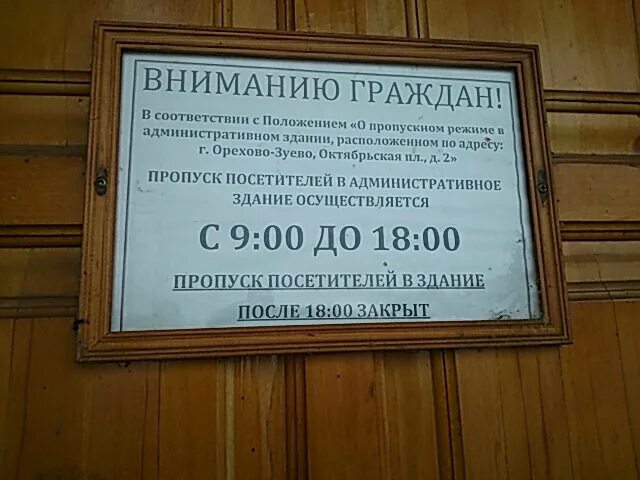 ВНИМАНИЮ ГРАЖДАН!
В соответствии с Положением «О пропускном режиме в
административном здании, расположенном по адресу:
г. Орехово-Зуево, Октябрьская пл., д. 2»
ПРОПУСК ПОСЕТИТЕЛЕЙ В АДМИНИСТРАТИВНОЕ
ЗДАНИЕ ОСУЩЕСТВЛЯЕТСЯ
С 9:00 ДО 18:00
ПРОПУСК ПОСЕТИТЕЛЕЙ В ЗДАНИЕ
ПОСЛЕ 18:00 ЗАКРЫТ